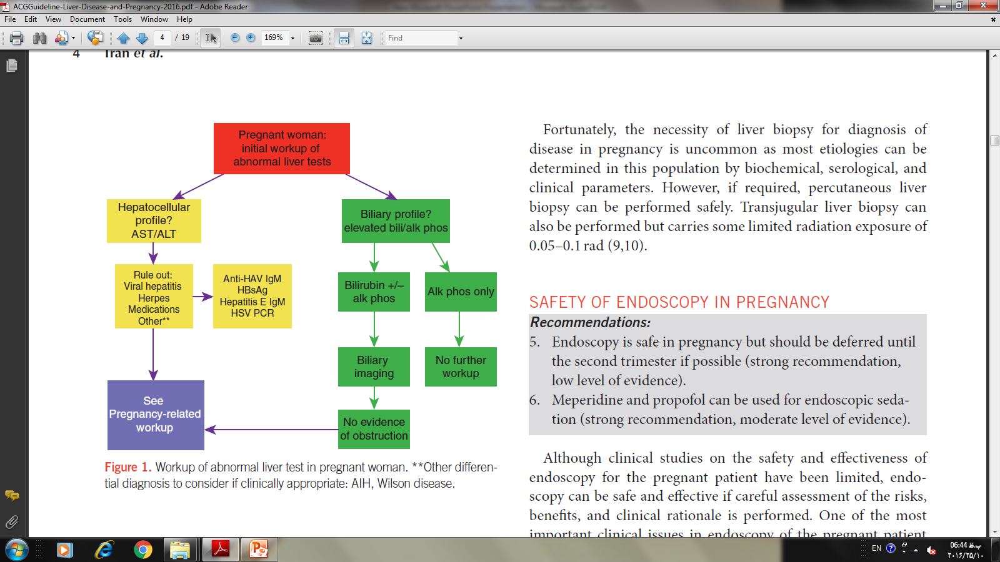 ACGGuideline-Liver-Disease-and-Pregnancy-2016.pdf - Adobe Reader
File Edit View Document Tools Window Help
4 / 19 169% Find
4 Tran et al.
Pregnant woman:
initial workup of
abnormal liver tests
Hepatocellular
profile?
AST/ALT
Biliary profile?
elevated bili/alk phos
Rule out:
Viral hepatitis
Herpes
Medications
Other**
Anti-HAV IgM
HBsAg
Hepatitis E IgM
HSV PCR
Bilirubin +/–
alk phos
Alk phos only
Biliary
imaging
No further
workup
See
Pregnancy-related
workup
No evidence
of obstruction
Figure 1. Workup of abnormal liver test in pregnant woman. **Other differen-
tial diagnosis to consider if clinically appropriate: AIH, Wilson disease.
Fortunately, the necessity of liver biopsy for diagnosis of
disease in pregnancy is uncommon as most etiologies can be
determined in this population by biochemical, serological, and
clinical parameters. However, if required, percutaneous liver
biopsy can be performed safely. Transjugular liver biopsy can
also be performed but carries some limited radiation exposure of
0.05–0.1 rad (9,10).
SAFETY OF ENDOSCOPY IN PREGNANCY
Recommendations:
5. Endoscopy is safe in pregnancy but should be deferred until
the second trimester if possible (strong recommendation,
low level of evidence).
6. Meperidine and propofol can be used for endoscopic seda-
tion (strong recommendation, moderate level of evidence).
Although clinical studies on the safety and effectiveness of
endoscopy for the pregnant patient have been limited, endo-
scopy can be safe and effective if careful assessment of the risks,
benefits, and clinical rationale is performed. One of the most
important clinical issues in endoscopy of the pregnant patient
EN
06:44 ب.ظ
۲۰۱۶/۲۵/۱۰